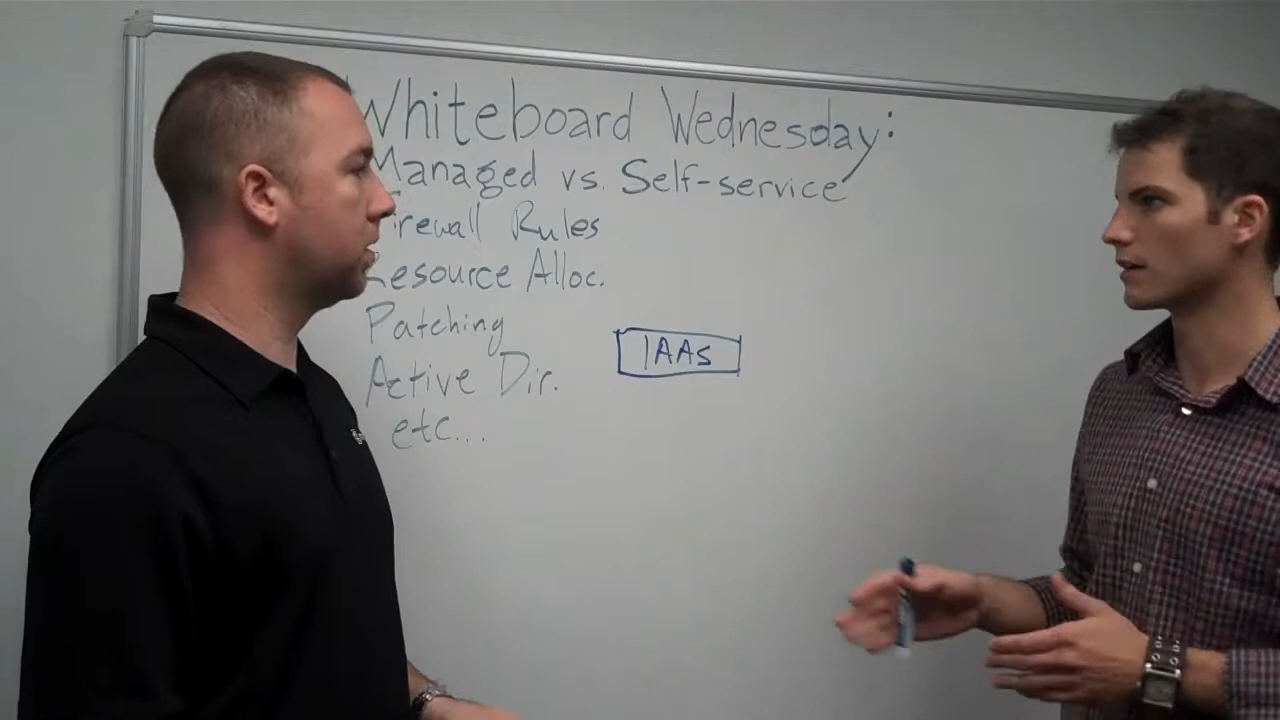 Whiteboard Wednesday:
Managed vs. Self-service
Firewall Rules
Resource Alloc.
Patching
Active Dir.
etc...
IAAS